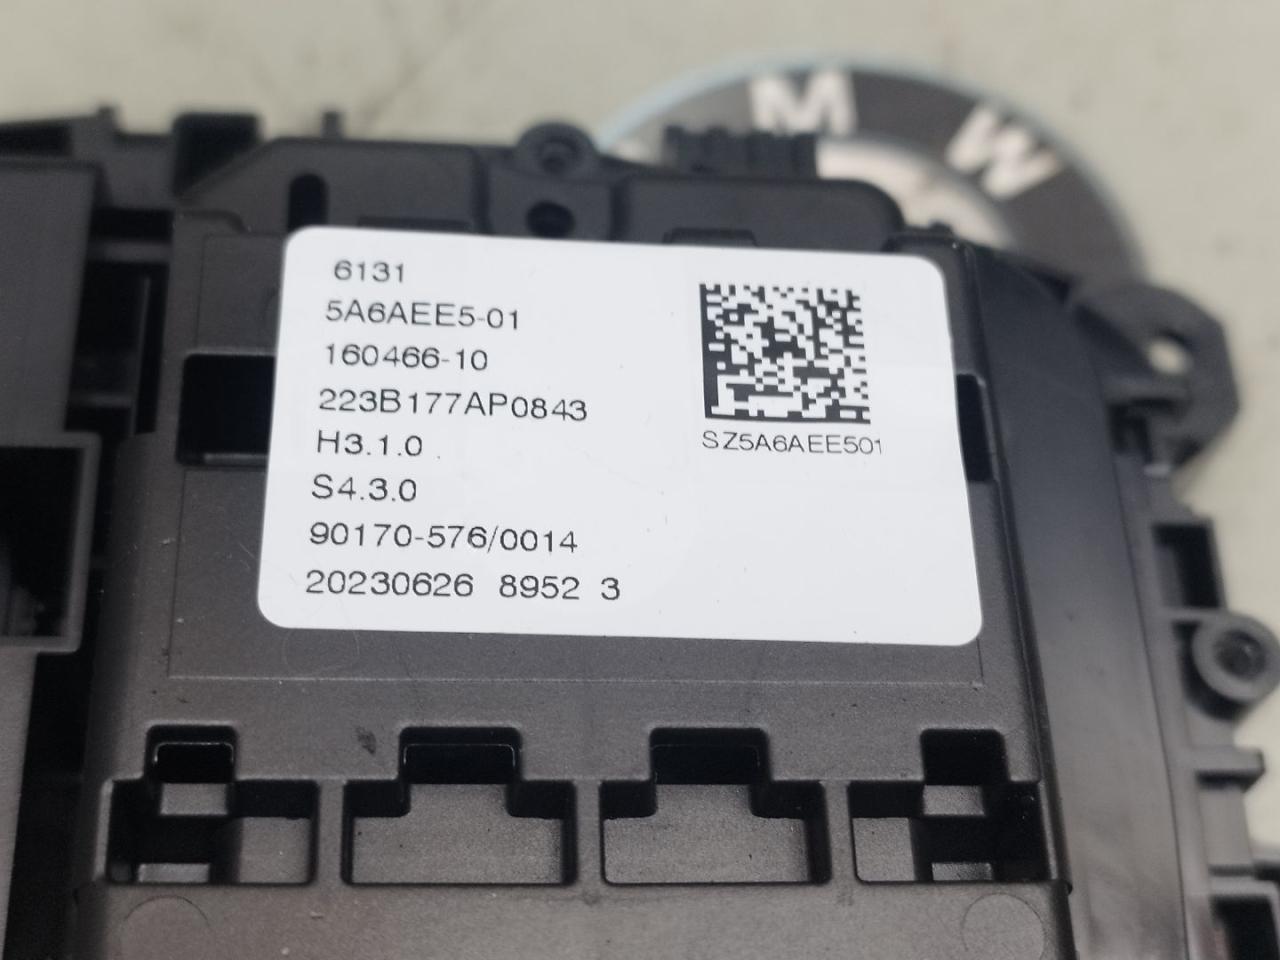 M W
6131
5A6AEE5-01
160466-10
223B177AP0843
H3.1.0
S4.3.0
90170-576/0014
20230626 8952 3
SZ5A6AEE501